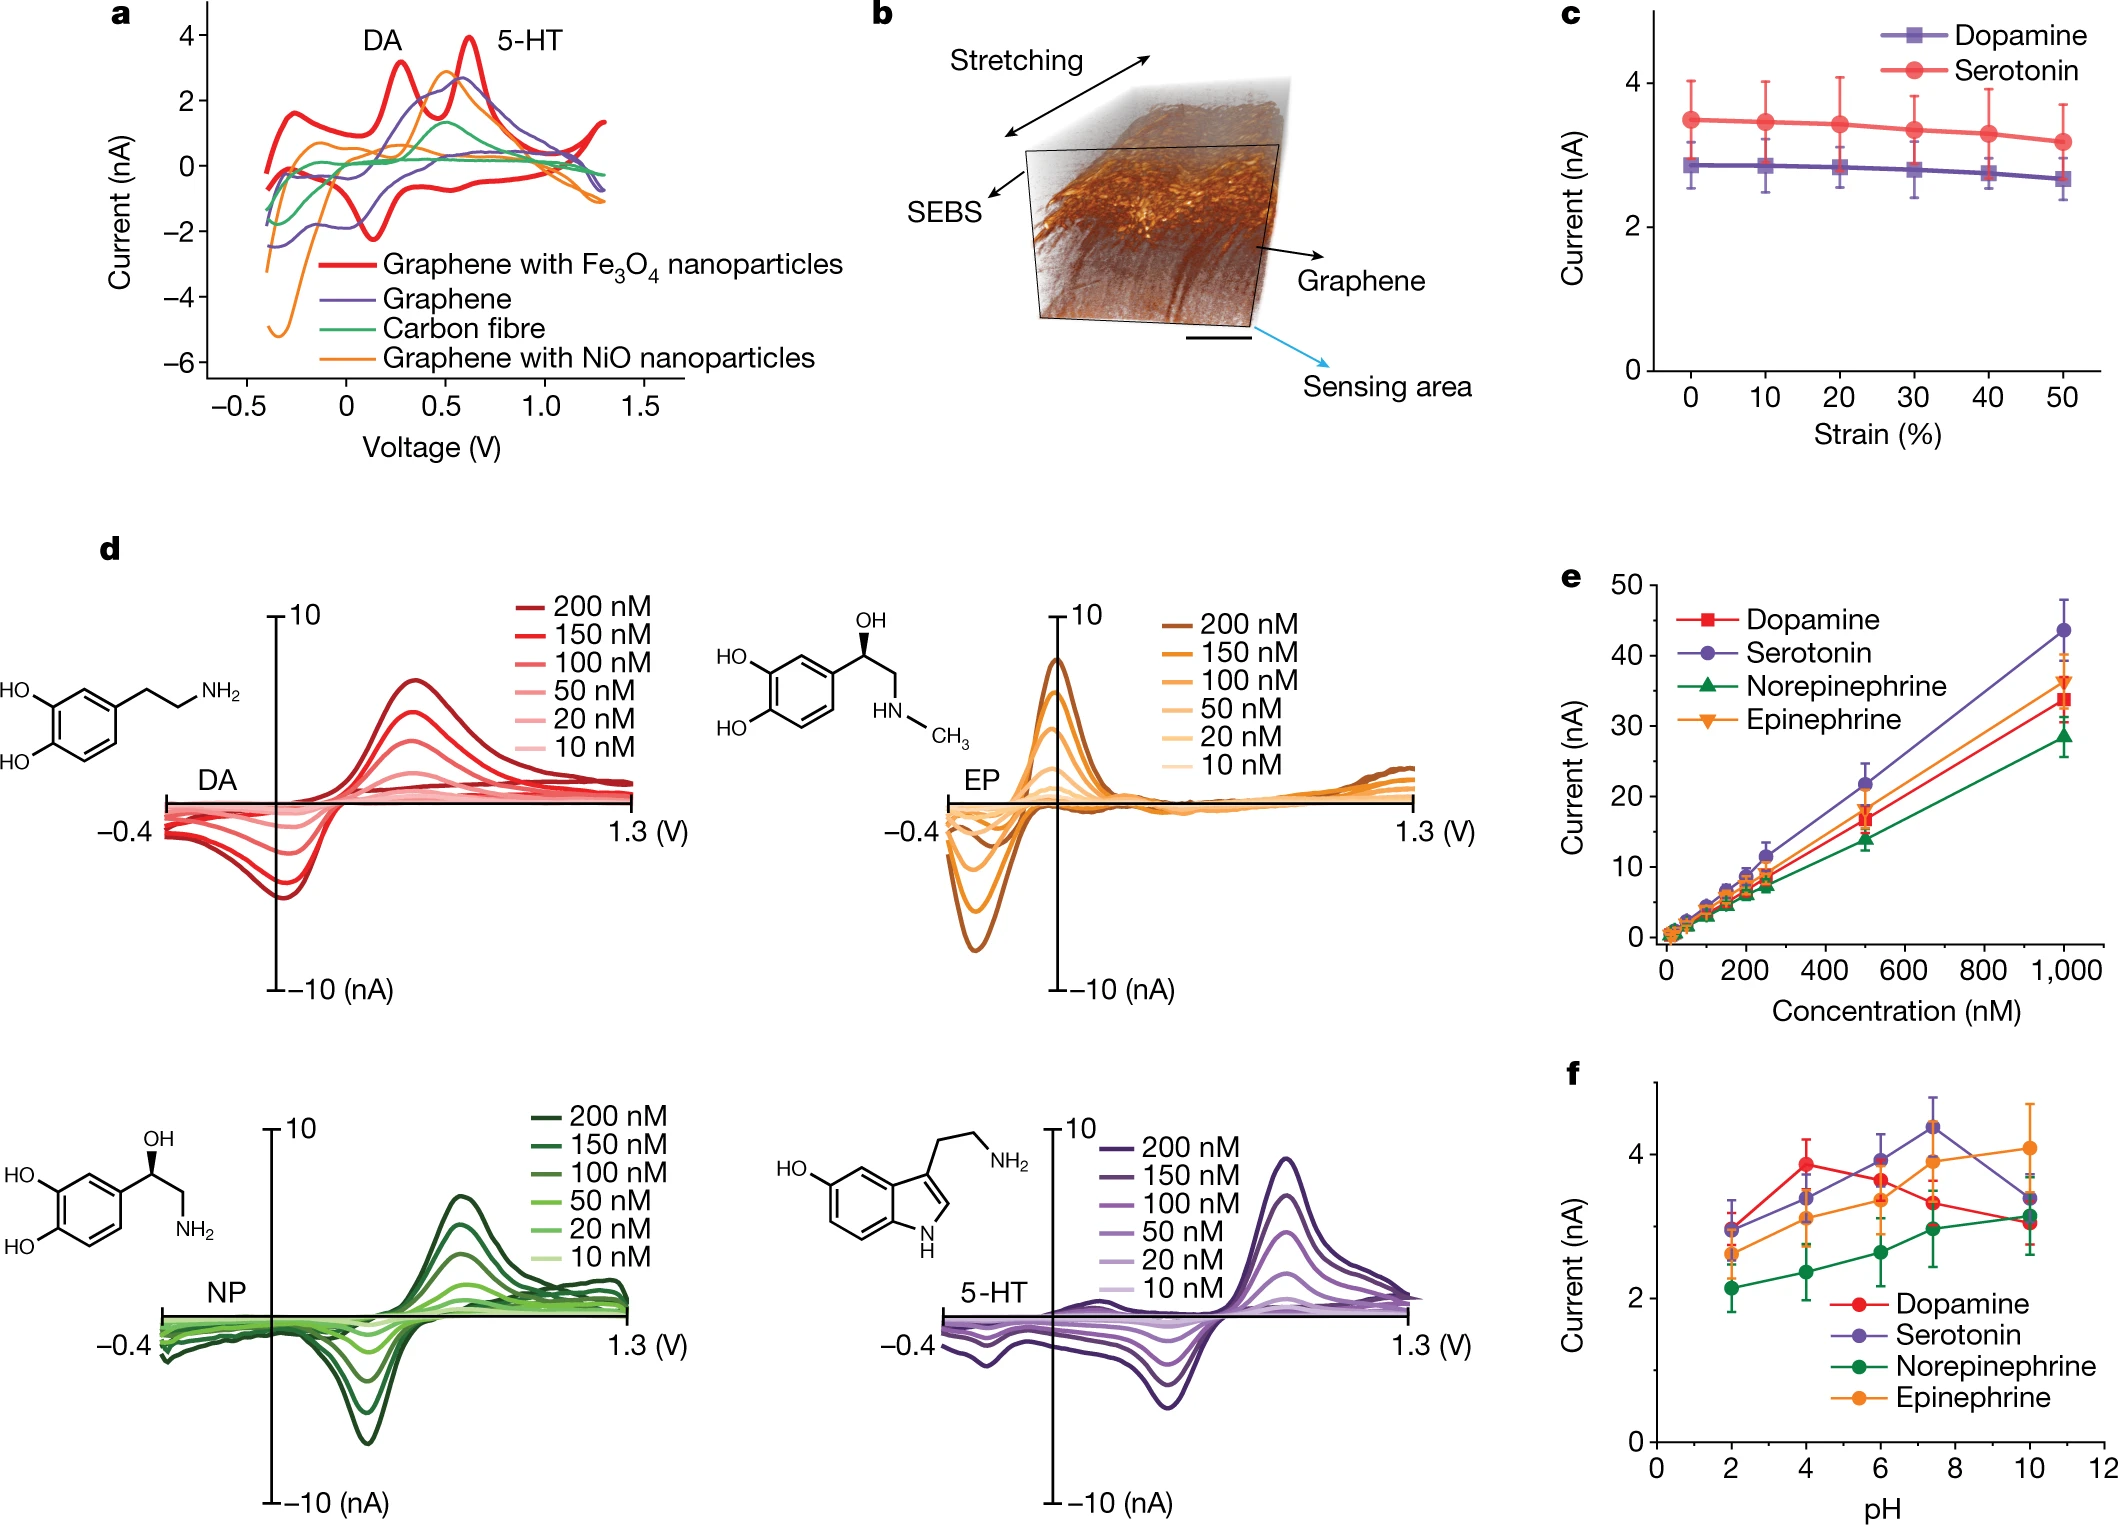 a
DA
5-HT
4
2
0
−2
−4
−6
Current (nA)
Graphene with Fe3O4 nanoparticles
Graphene
Carbon fibre
Graphene with NiO nanoparticles
−0.5 0 0.5 1.0 1.5
Voltage (V)
b
Stretching
SEBS
Graphene
Sensing area
c
Dopamine
Serotonin
4
2
0
Current (nA)
0 10 20 30 40 50
Strain (%)
d
HO
HO
NH2
DA
10
−10 (nA)
−0.4
1.3 (V)
200 nM
150 nM
100 nM
50 nM
20 nM
10 nM
OH
HO
HO
HN
CH3
EP
10
−10 (nA)
−0.4
1.3 (V)
200 nM
150 nM
100 nM
50 nM
20 nM
10 nM
OH
HO
HO
NH2
NP
10
−10 (nA)
−0.4
1.3 (V)
200 nM
150 nM
100 nM
50 nM
20 nM
10 nM
HO
NH2
N
H
5-HT
10
−10 (nA)
−0.4
1.3 (V)
200 nM
150 nM
100 nM
50 nM
20 nM
10 nM
e
50
40
30
20
10
0
Current (nA)
Dopamine
Serotonin
Norepinephrine
Epinephrine
0 200 400 600 800 1,000
Concentration (nM)
f
4
2
0
Current (nA)
Dopamine
Serotonin
Norepinephrine
Epinephrine
0 2 4 6 8 10 12
pH